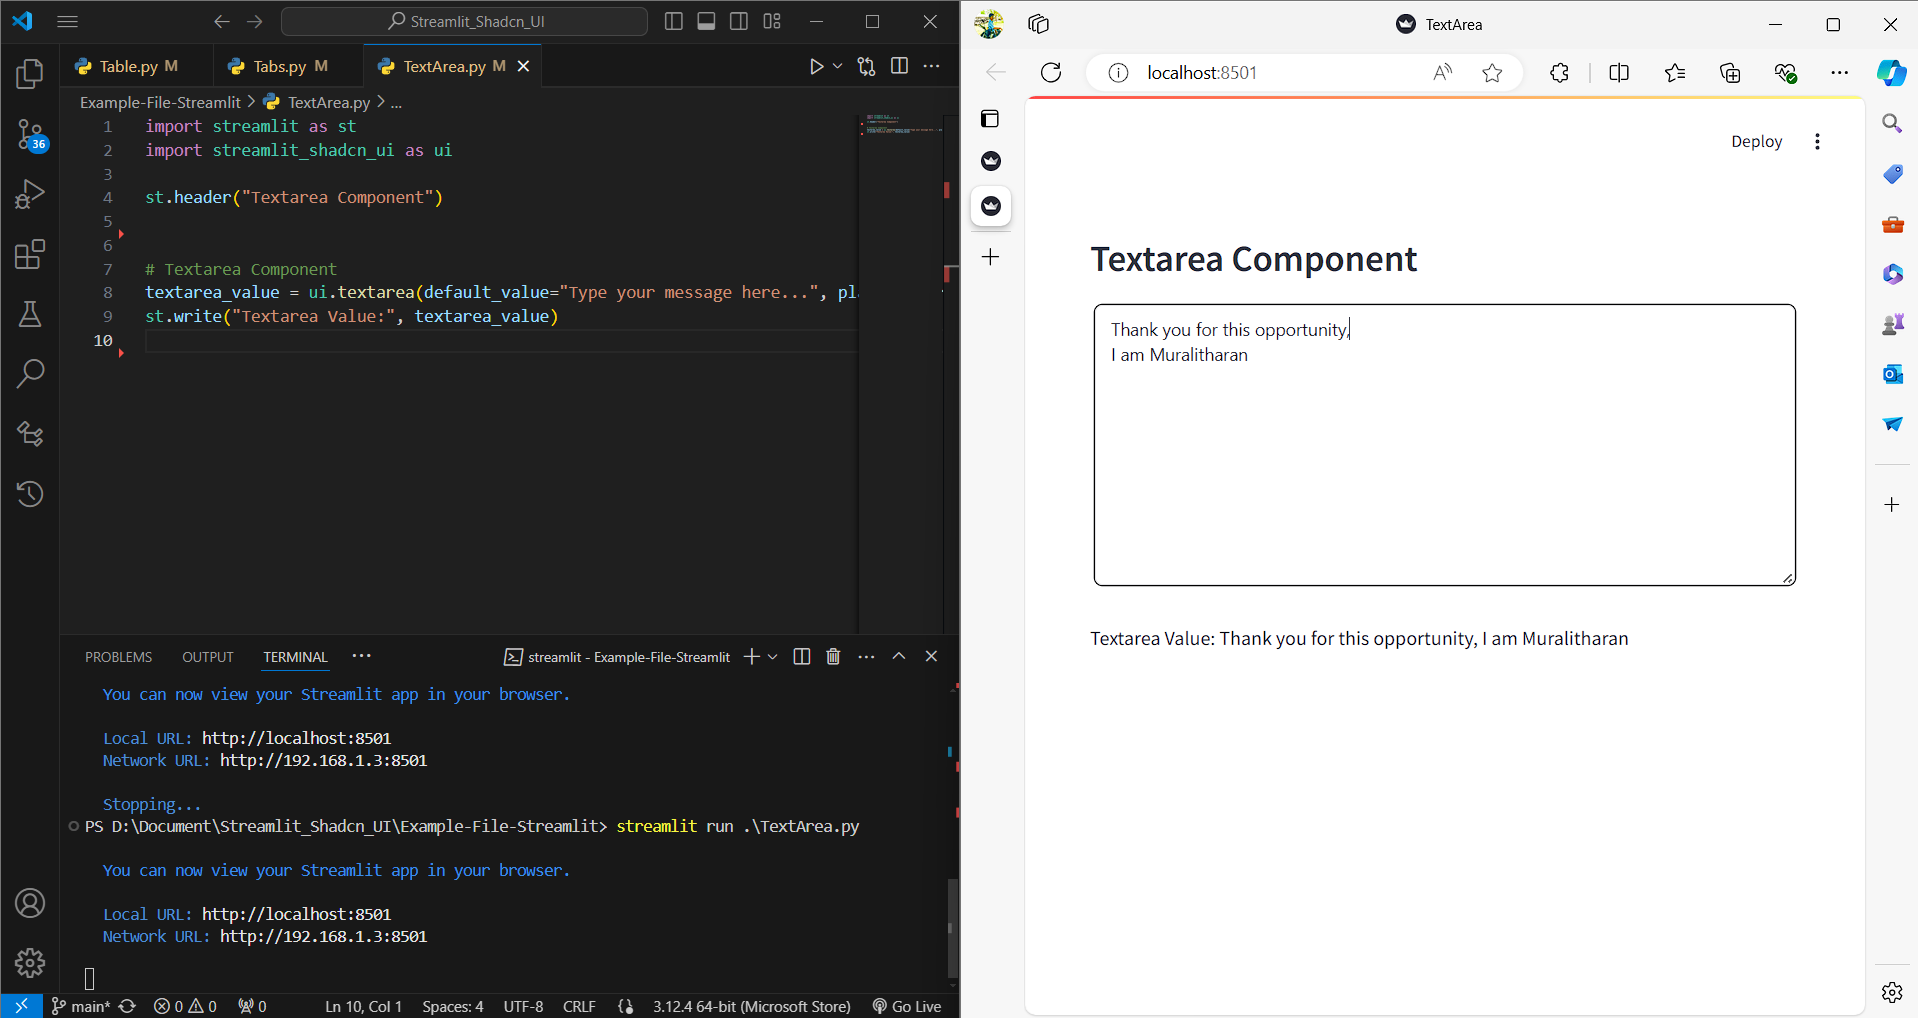 Streamlit_Shadcn_UI
Table.py M
Tabs.py M
TextArea.py M
Example-File-Streamlit > TextArea.py > ...
1 import streamlit as st
2 import streamlit_shadcn_ui as ui
3
4 st.header("Textarea Component")
5
6
7 # Textarea Component
8 textarea_value = ui.textarea(default_value="Type your message here...", pla
9 st.write("Textarea Value:", textarea_value)
10
36
PROBLEMS OUTPUT TERMINAL ...
streamlit - Example-File-Streamlit
You can now view your Streamlit app in your browser.
Local URL: http://localhost:8501
Network URL: http://192.168.1.3:8501
Stopping...
PS D:\Document\Streamlit_Shadcn_UI\Example-File-Streamlit> streamlit run .\TextArea.py
You can now view your Streamlit app in your browser.
Local URL: http://localhost:8501
Network URL: http://192.168.1.3:8501
main* 0 0 0 Ln 10, Col 1 Spaces: 4 UTF-8 CRLF 3.12.4 64-bit (Microsoft Store) Go Live
TextArea
localhost:8501
Deploy
Textarea Component
Thank you for this opportunity,
I am Muralitharan
Textarea Value: Thank you for this opportunity, I am Muralitharan